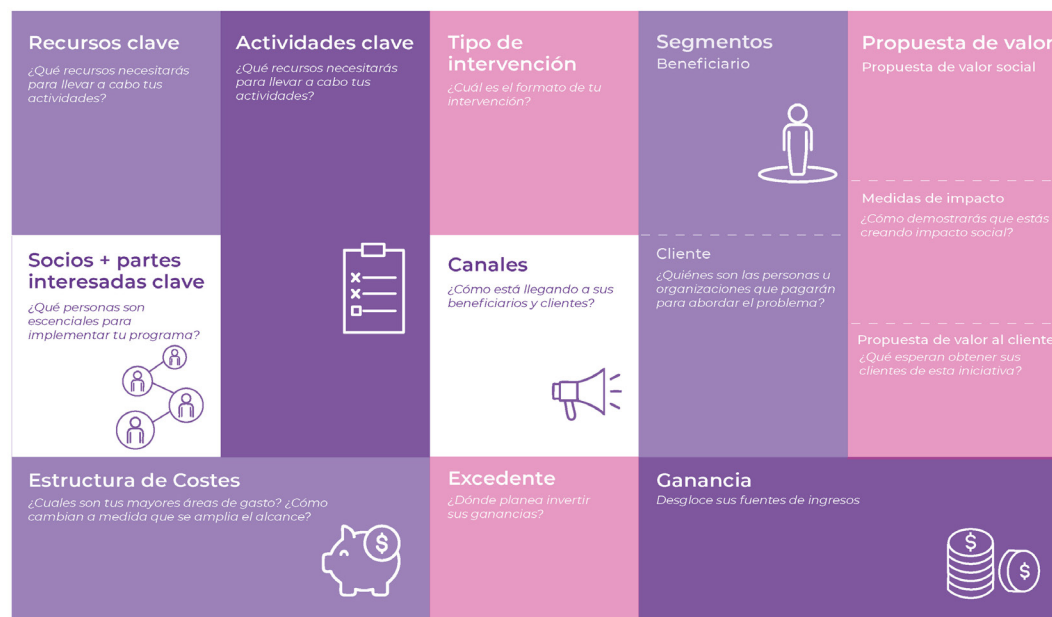 Recursos clave
¿Qué recursos necesitarás
para llevar a cabo tus
actividades?
Actividades clave
¿Qué recursos necesitarás
para llevar a cabo tus
actividades?
Tipo de
intervención
¿Cuál es el formato de tu
intervención?
Segmentos
Beneficiario
Propuesta de valor
Propuesta de valor social
Medidas de impacto
¿Cómo demostrarás que estás
creando impacto social?
Socios + partes
interesadas clave
¿Qué personas son
escenciales para
implementar tu programa?
Canales
¿Cómo está llegando a sus
beneficiarios y clientes?
Cliente
¿Quiénes son las personas u
organizaciones que pagarán
para abordar el problema?
Propuesta de valor al cliente
¿Qué esperan obtener sus
clientes de esta iniciativa?
Estructura de Costes
¿Cuales son tus mayores áreas de gasto? ¿Cómo
cambian a medida que se amplia el alcance?
$
Excedente
¿Dónde planea invertir
sus ganancias?
Ganancia
Desgloce sus fuentes de ingresos
$
$